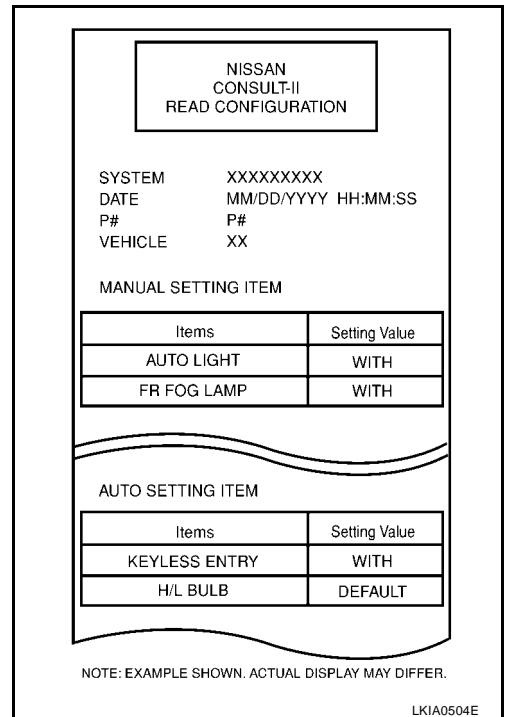 NISSAN
CONSULT-II
READ CONFIGURATION
SYSTEM XXXXXXXXX
DATE MM/DD/YYYY HH:MM:SS
P# P#
VEHICLE XX
MANUAL SETTING ITEM
Items Setting Value
AUTO LIGHT WITH
FR FOG LAMP WITH
AUTO SETTING ITEM
Items Setting Value
KEYLESS ENTRY WITH
H/L BULB DEFAULT
NOTE: EXAMPLE SHOWN. ACTUAL DISPLAY MAY DIFFER.
LKIA0504E